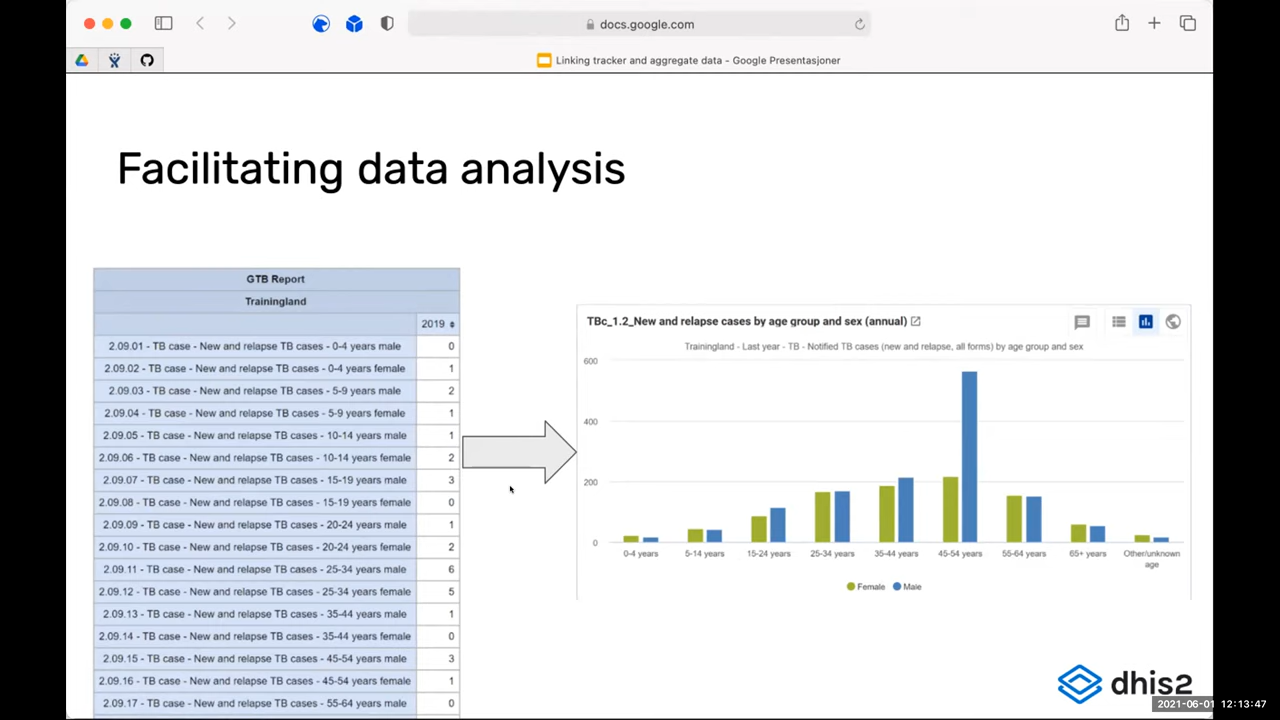 docs.google.com
Linking tracker and aggregate data - Google Presentasjoner
Facilitating data analysis
GTB Report
Trainingland
2019
2.09.01 - TB case - New and relapse TB cases - 0-4 years male 0
2.09.02 - TB case - New and relapse TB cases - 0-4 years female 1
2.09.03 - TB case - New and relapse TB cases - 5-9 years male 2
2.09.04 - TB case - New and relapse TB cases - 5-9 years female 1
2.09.05 - TB case - New and relapse TB cases - 10-14 years male 1
2.09.06 - TB case - New and relapse TB cases - 10-14 years female 2
2.09.07 - TB case - New and relapse TB cases - 15-19 years male 3
2.09.08 - TB case - New and relapse TB cases - 15-19 years female 0
2.09.09 - TB case - New and relapse TB cases - 20-24 years male 1
2.09.10 - TB case - New and relapse TB cases - 20-24 years female 2
2.09.11 - TB case - New and relapse TB cases - 25-34 years male 6
2.09.12 - TB case - New and relapse TB cases - 25-34 years female 5
2.09.13 - TB case - New and relapse TB cases - 35-44 years male 1
2.09.14 - TB case - New and relapse TB cases - 35-44 years female 0
2.09.15 - TB case - New and relapse TB cases - 45-54 years male 3
2.09.16 - TB case - New and relapse TB cases - 45-54 years female 1
2.09.17 - TB case - New and relapse TB cases - 55-64 years male 0
TBc_1.2_New and relapse cases by age group and sex (annual)
Trainingland - Last year - TB - Notified TB cases (new and relapse, all forms) by age group and sex
600
400
200
0
0-4 years 5-14 years 15-24 years 25-34 years 35-44 years 45-54 years 55-64 years 65+ years Other/unknown
age
Female Male
dhis2
2021-06-01 12:13:47